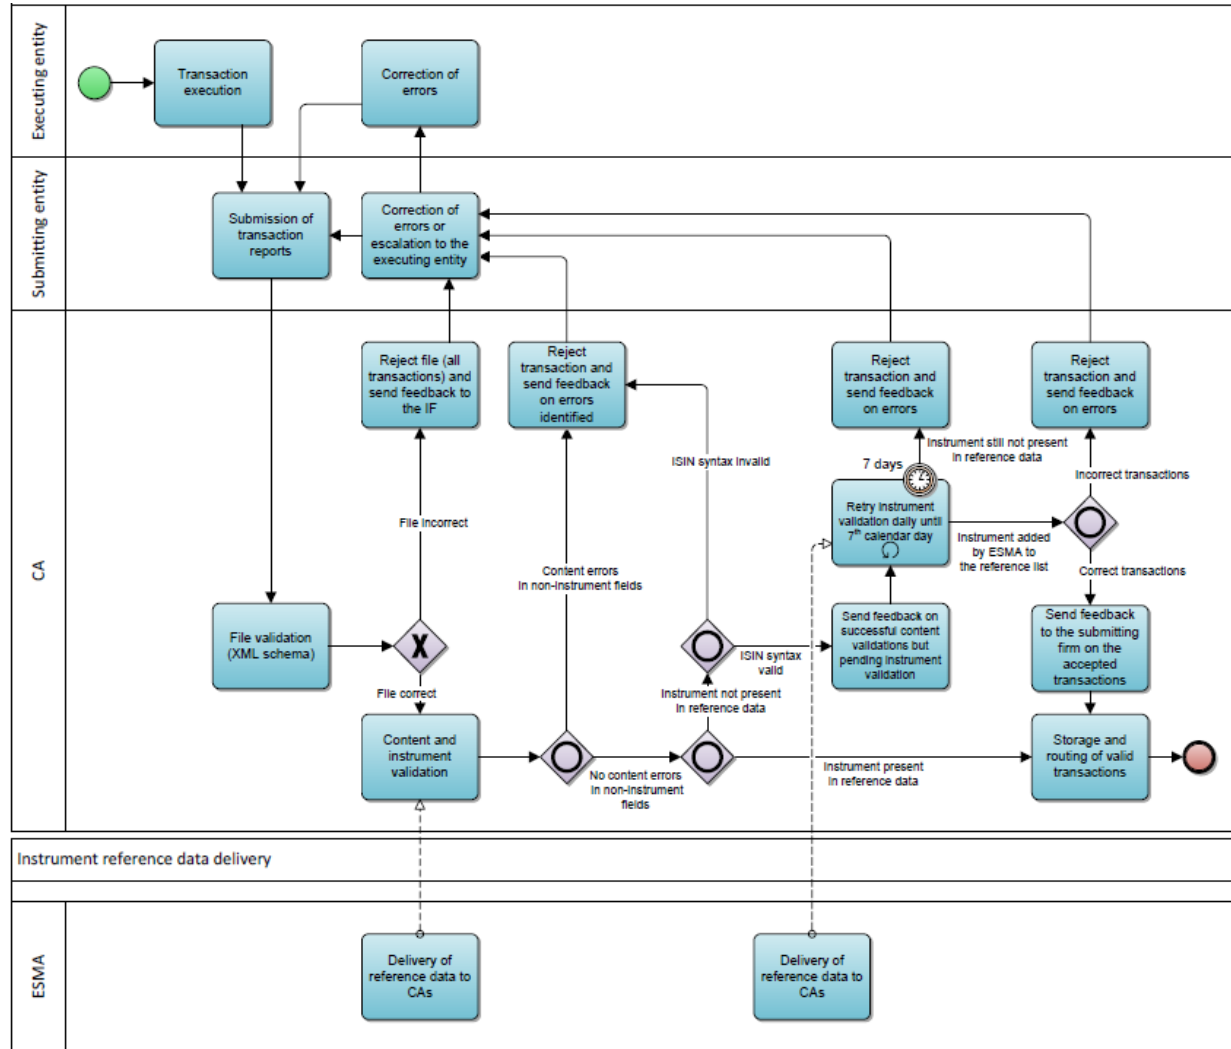 Executing entity
Transaction
execution
Correction of
errors
Submitting entity
Submission of
transaction
reports
Correction of
errors or
escalation to the
executing entity
CA
Reject file (all
transactions) and
send feedback to
the IF
Reject
transaction and
send feedback
on errors
identified
Reject
transaction and
send feedback
on errors
Reject
transaction and
send feedback
on errors
Instrument still not present
in reference data
7 days
ISIN syntax invalid
Incorrect transactions
Retry instrument
validation daily until
7th calendar day
File incorrect
Instrument added
by ESMA to
the reference list
Content errors
in non-instrument fields
Correct transactions
File validation
(XML schema)
X
Send feedback on
successful content
validations but
pending instrument
validation
Send feedback
to the submitting
firm on the
accepted
transactions
ISIN syntax
valid
File correct
Instrument not present
in reference data
Content and
instrument
validation
Storage and
routing of valid
transactions
No content errors
in non-instrument
fields
Instrument present
in reference data
Instrument reference data delivery
ESMA
Delivery of
reference data to
CAs
Delivery of
reference data to
CAs